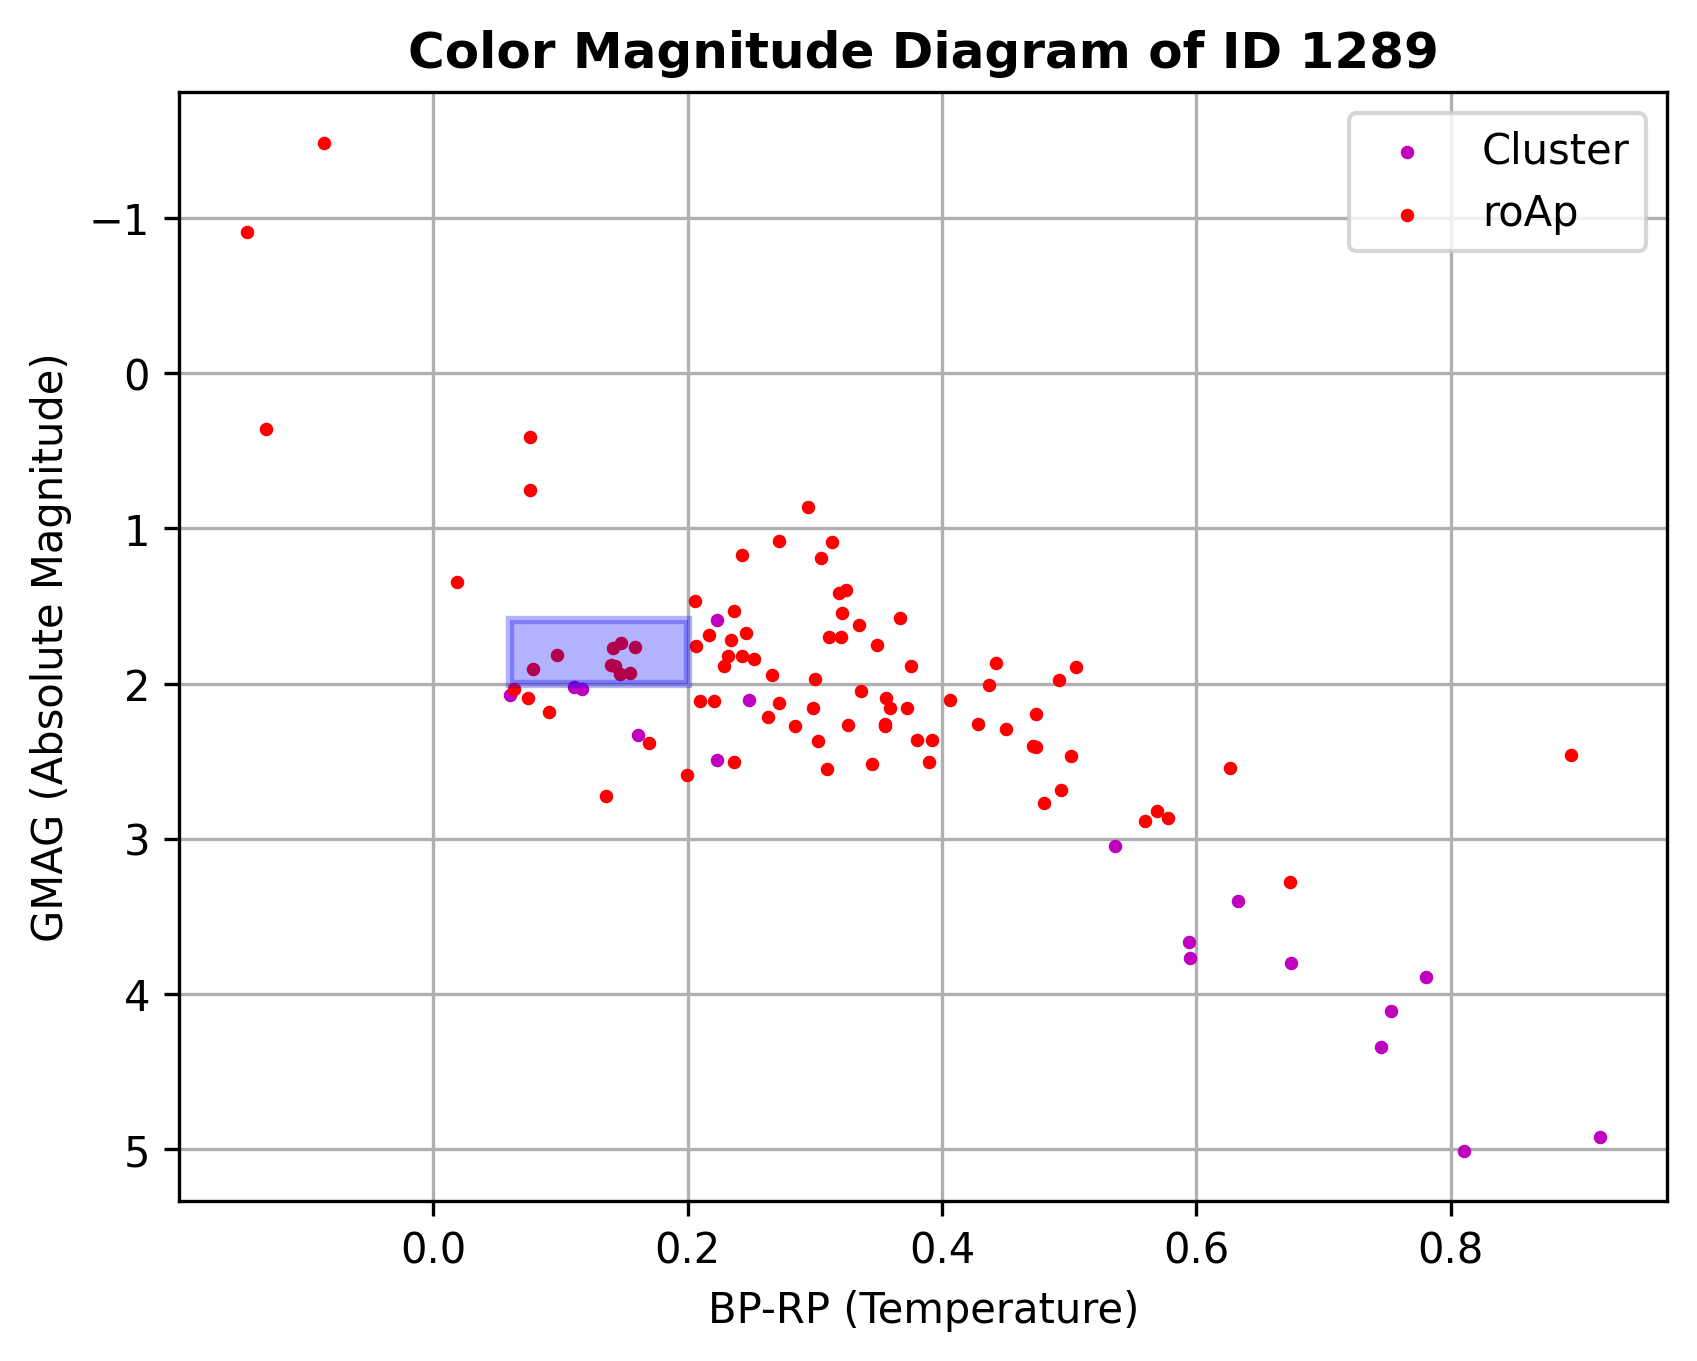 Color Magnitude Diagram of ID 1289
Cluster
roAp
GMAG (Absolute Magnitude)
−1
0
1
2
3
4
5
0.0 0.2 0.4 0.6 0.8
BP-RP (Temperature)